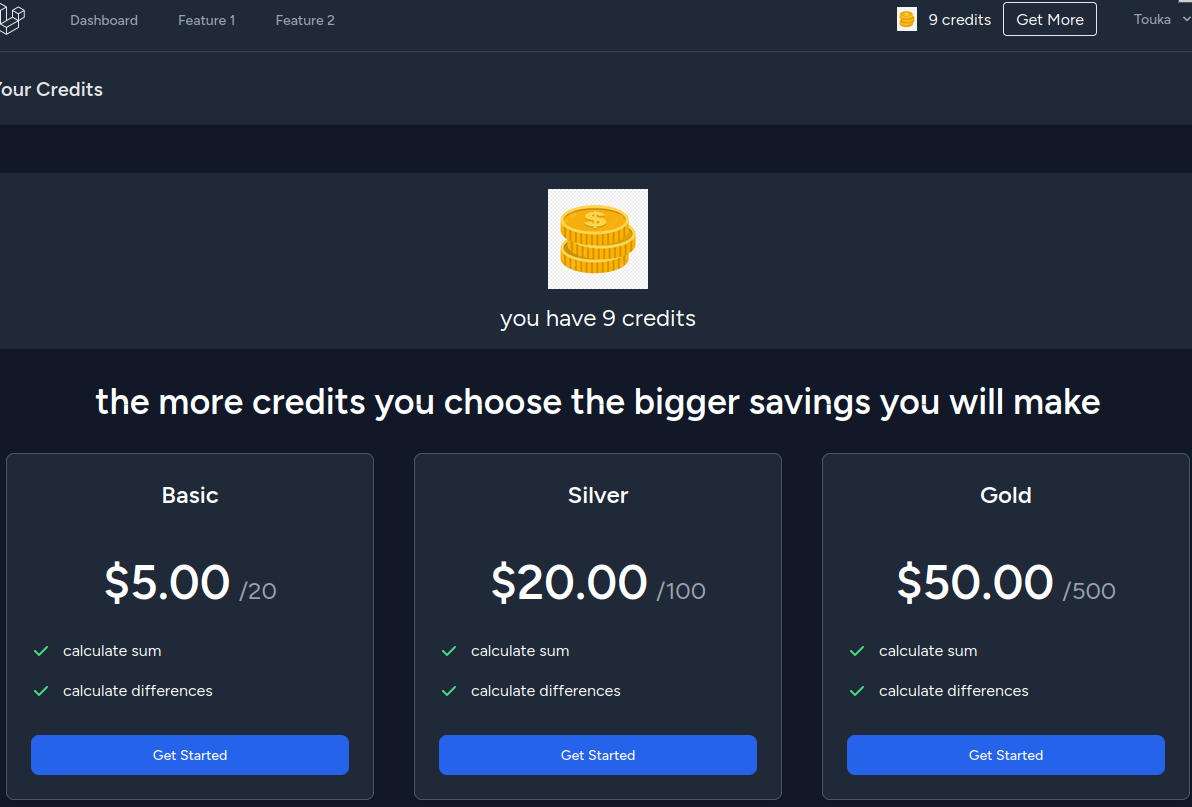 Dashboard Feature 1 Feature 2 9 credits Get More Touka
Your Credits
$
you have 9 credits
the more credits you choose the bigger savings you will make
Basic
$5.00 /20
calculate sum
calculate differences
Get Started
Silver
$20.00 /100
calculate sum
calculate differences
Get Started
Gold
$50.00 /500
calculate sum
calculate differences
Get Started